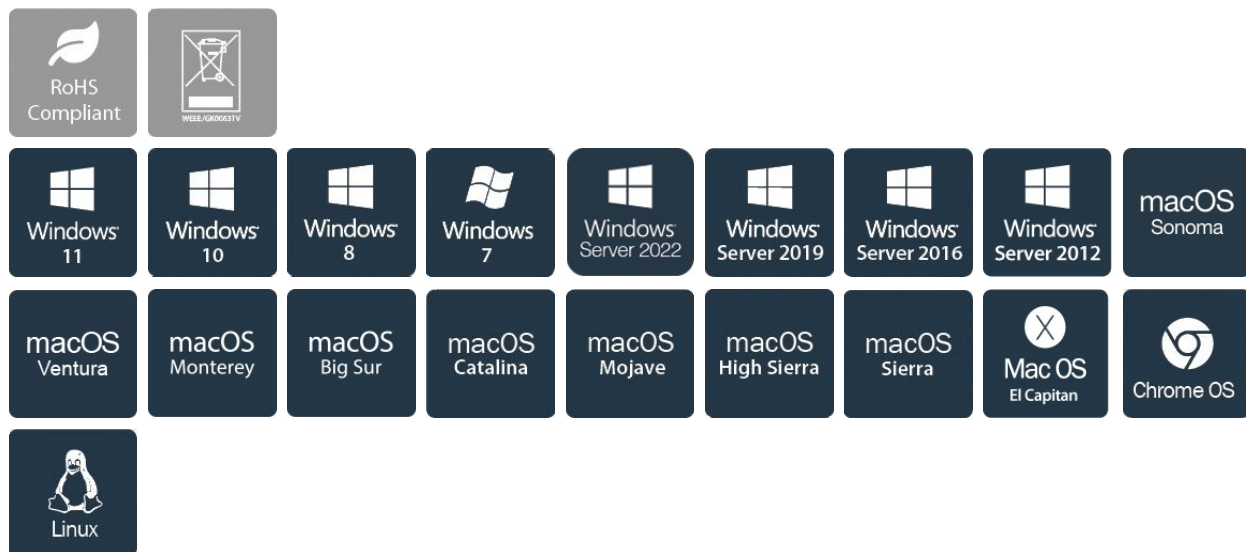 RoHS
Compliant
WEEE/GK0083TV
Windows
11
Windows
10
Windows
8
Windows
7
Windows
Server 2022
Windows
Server 2019
Windows
Server 2016
Windows
Server 2012
macOS
Sonoma
macOS
Ventura
macOS
Monterey
macOS
Big Sur
macOS
Catalina
macOS
Mojave
macOS
High Sierra
macOS
Sierra
X
Mac OS
El Capitan
Chrome OS
Linux